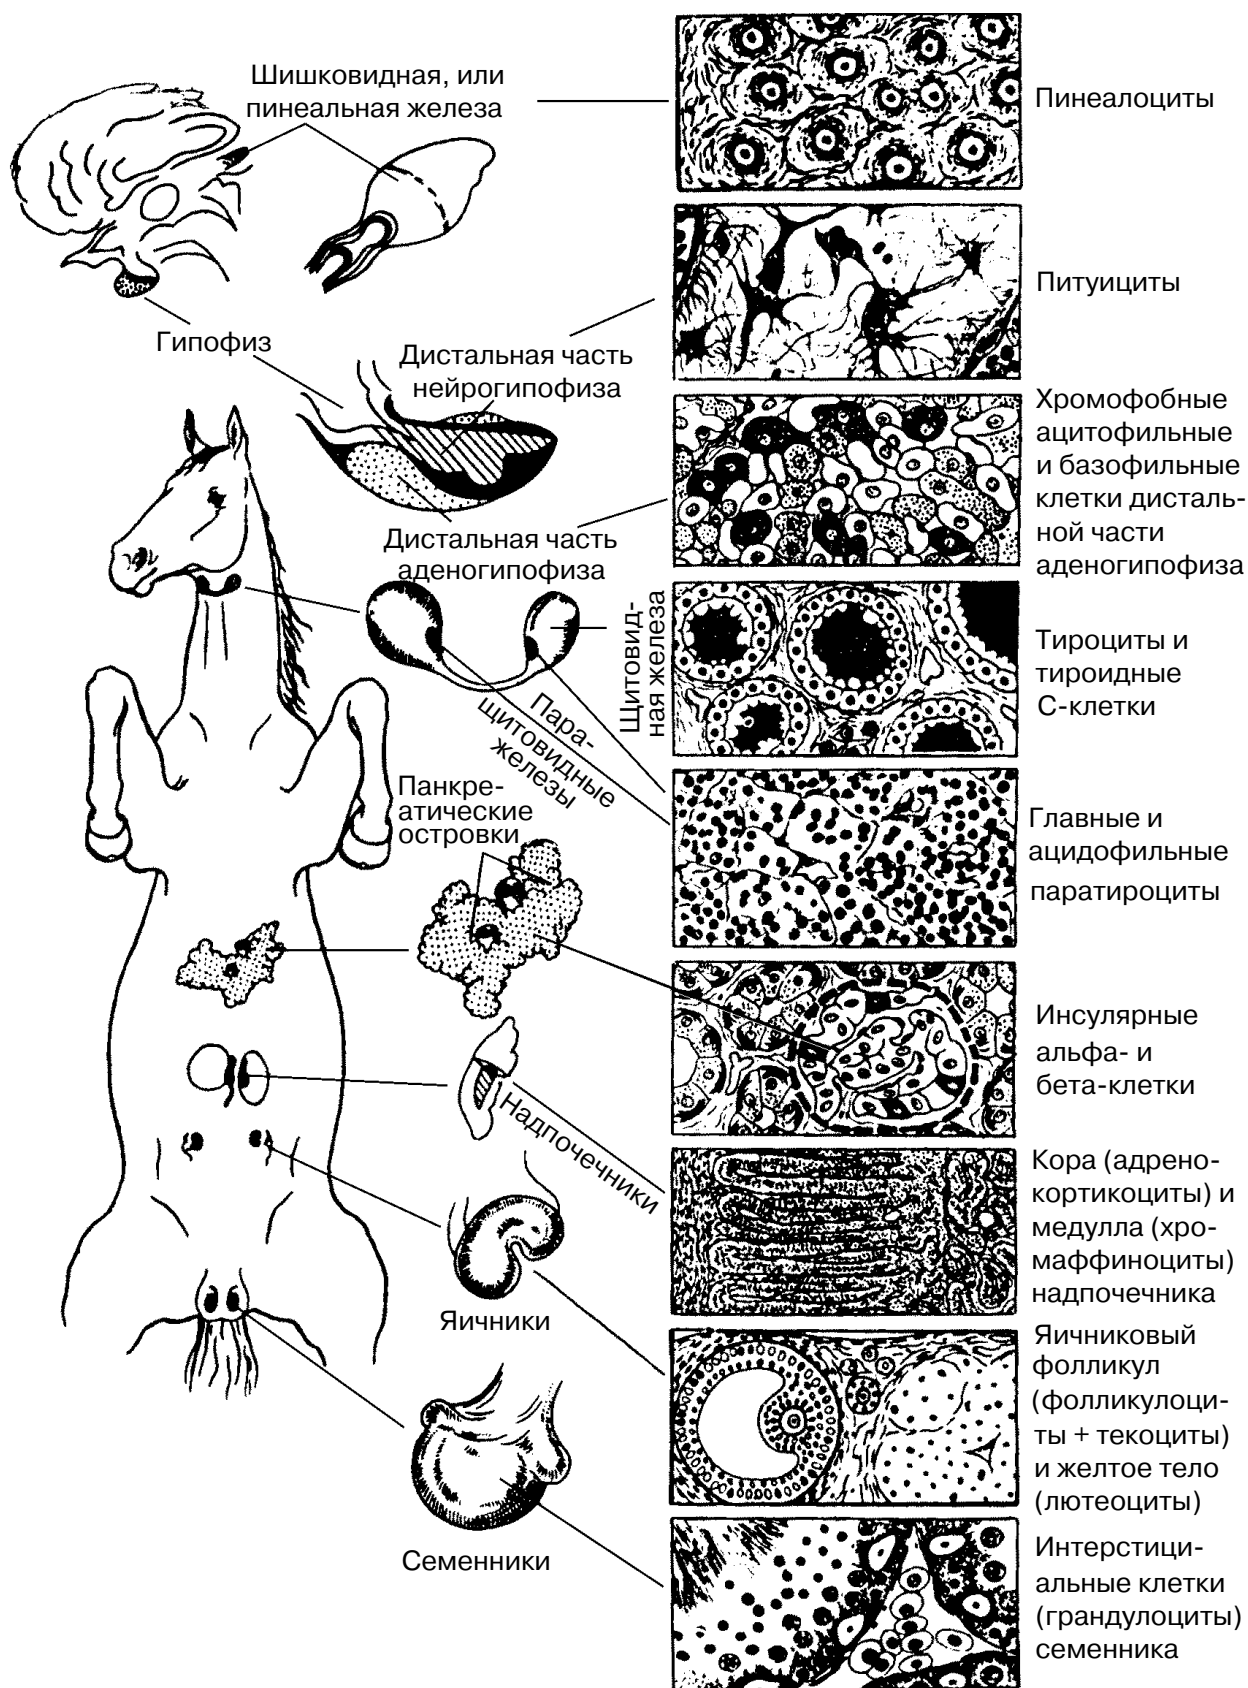 Шишковидная, или
пинеальная железа
Пинеалоциты
Питуициты
Гипофиз
Дистальная часть
нейрогипофиза
Хромофобные
ацитофильные
и базофильные
клетки дисталь-
ной части
аденогипофиза
Дистальная часть
аденогипофиза
Щитовид-
ная железа
Тироциты и
тироидные
С-клетки
Пара-
щитовидные
железы
Панкре-
атические
островки
Главные и
ацидофильные
паратироциты
Инсулярные
альфа- и
бета-клетки
Надпочечники
Кора (адрено-
кортикоциты) и
медулла (хро-
маффиноциты)
надпочечника
Яичники
Яичниковый
фолликул
(фолликулоци-
ты + текоциты)
и желтое тело
(лютеоциты)
Семенники
Интерстици-
альные клетки
(грандулоциты)
семенника